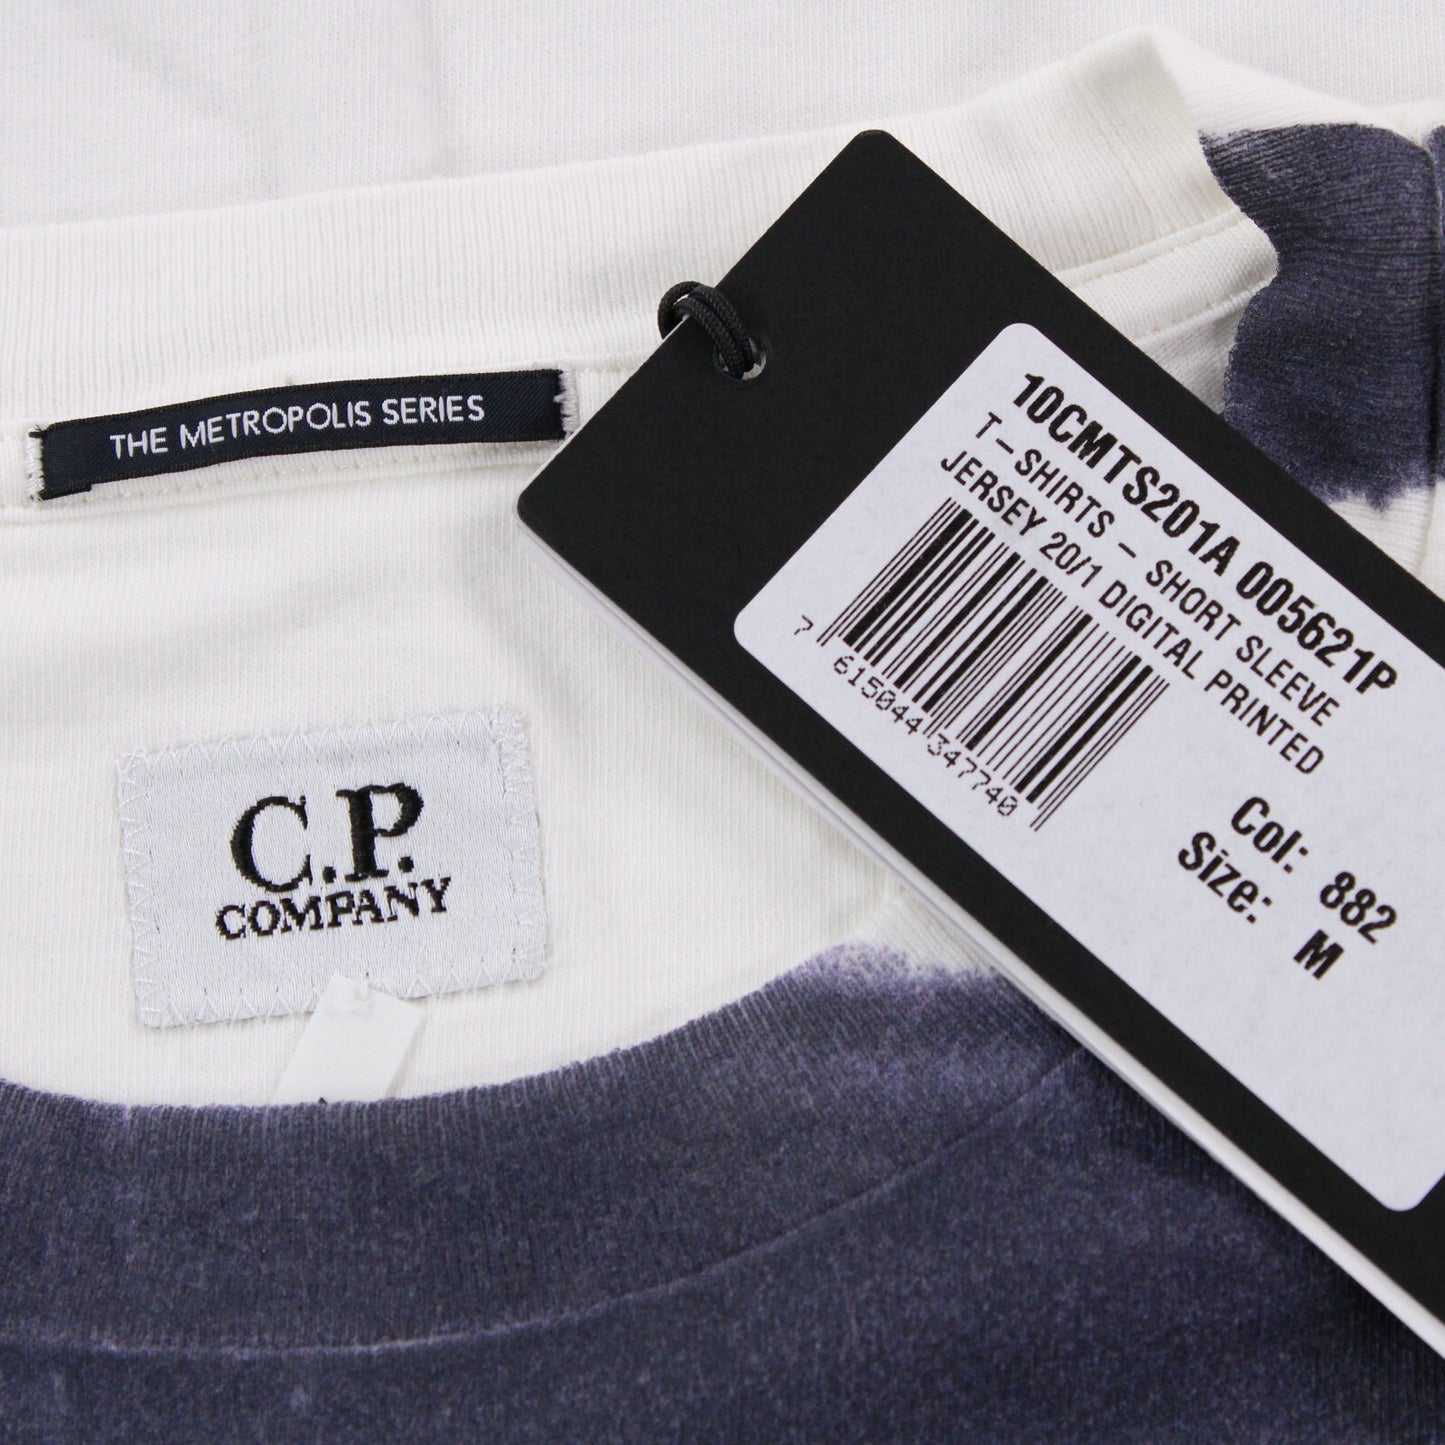 THE METROPOLIS SERIES
C.P.
COMPANY
10CMTS201A 005621P
T-SHIRTS - SHORT SLEEVE
JERSEY 20/1 DIGITAL PRINTED
7 615044 347740
Col: 882
Size: M